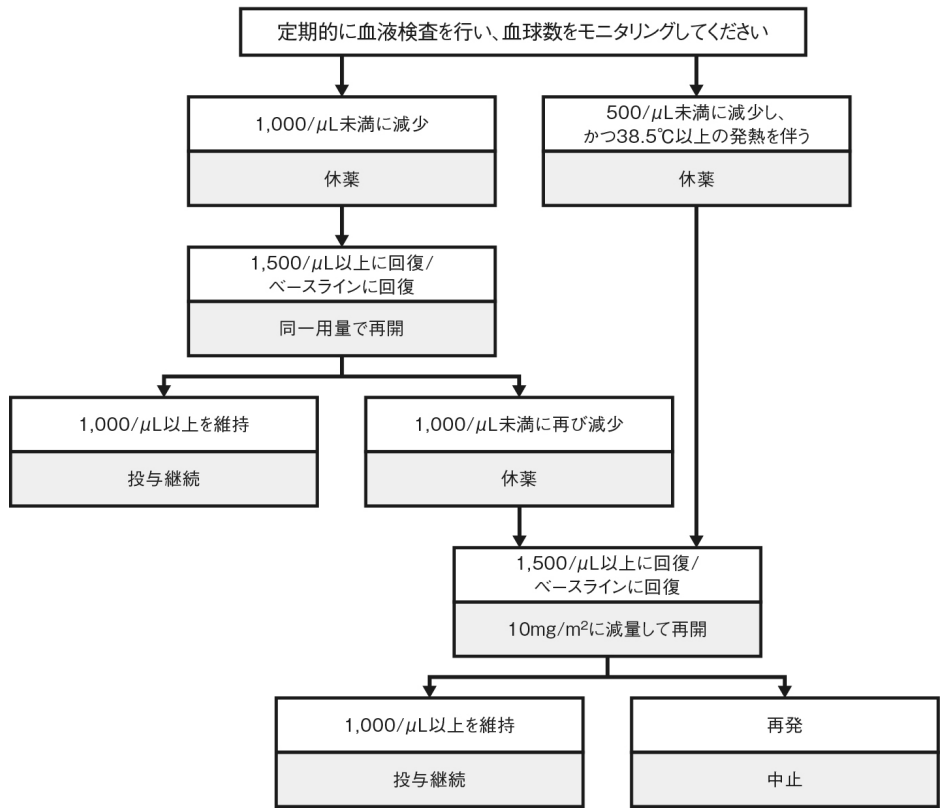 定期的に血液検査を行い、血球数をモニタリングしてください
1,000/μL未満に減少
休薬
500/μL未満に減少し、
かつ38.5℃以上の発熱を伴う
休薬
1,500/μL以上に回復/
ベースラインに回復
同一用量で再開
1,000/μL以上を維持
投与継続
1,000/μL未満に再び減少
休薬
1,500/μL以上に回復/
ベースラインに回復
10mg/m²に減量して再開
1,000/μL以上を維持
投与継続
再発
中止